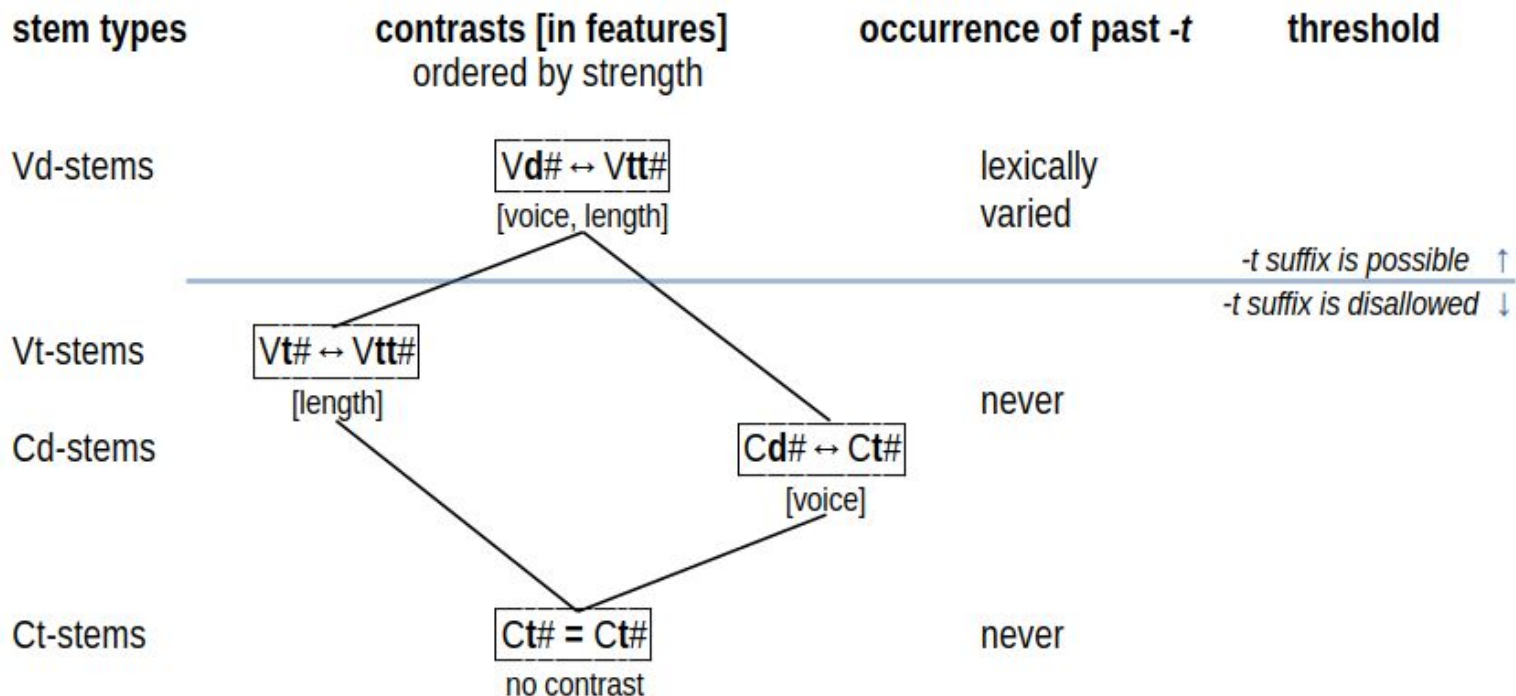 stem types contrasts [in features] occurrence of past -t threshold
ordered by strength
Vd-stems Vd# ↔ Vtt# lexically
[voice, length] varied
-t suffix is possible ↑
-t suffix is disallowed ↓
Vt-stems Vt# ↔ Vtt#
[length] never
Cd-stems Cd# ↔ Ct#
[voice]
Ct-stems Ct# = Ct# never
no contrast